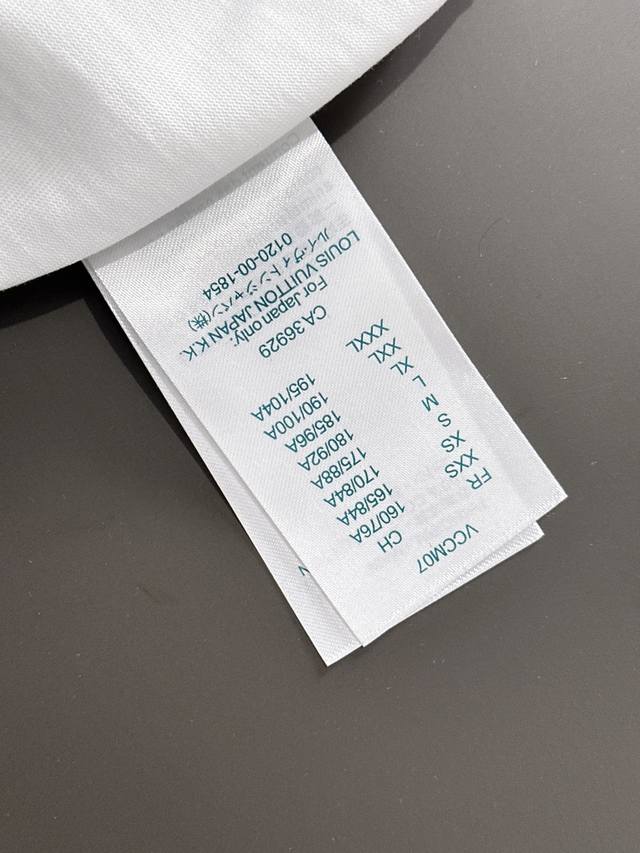 VCCM07
FR CH
XXS 160/76A
XS 165/84A
S 170/84A
M 175/88A
L 180/92A
XL 185/96A
XXL 190/100A
XXXL 195/104A
CA 36929
For Japan only:
LOUIS VUITTON JAPAN K.K.
ルイ・ヴィトンジャパン(株)
0120-00-1854